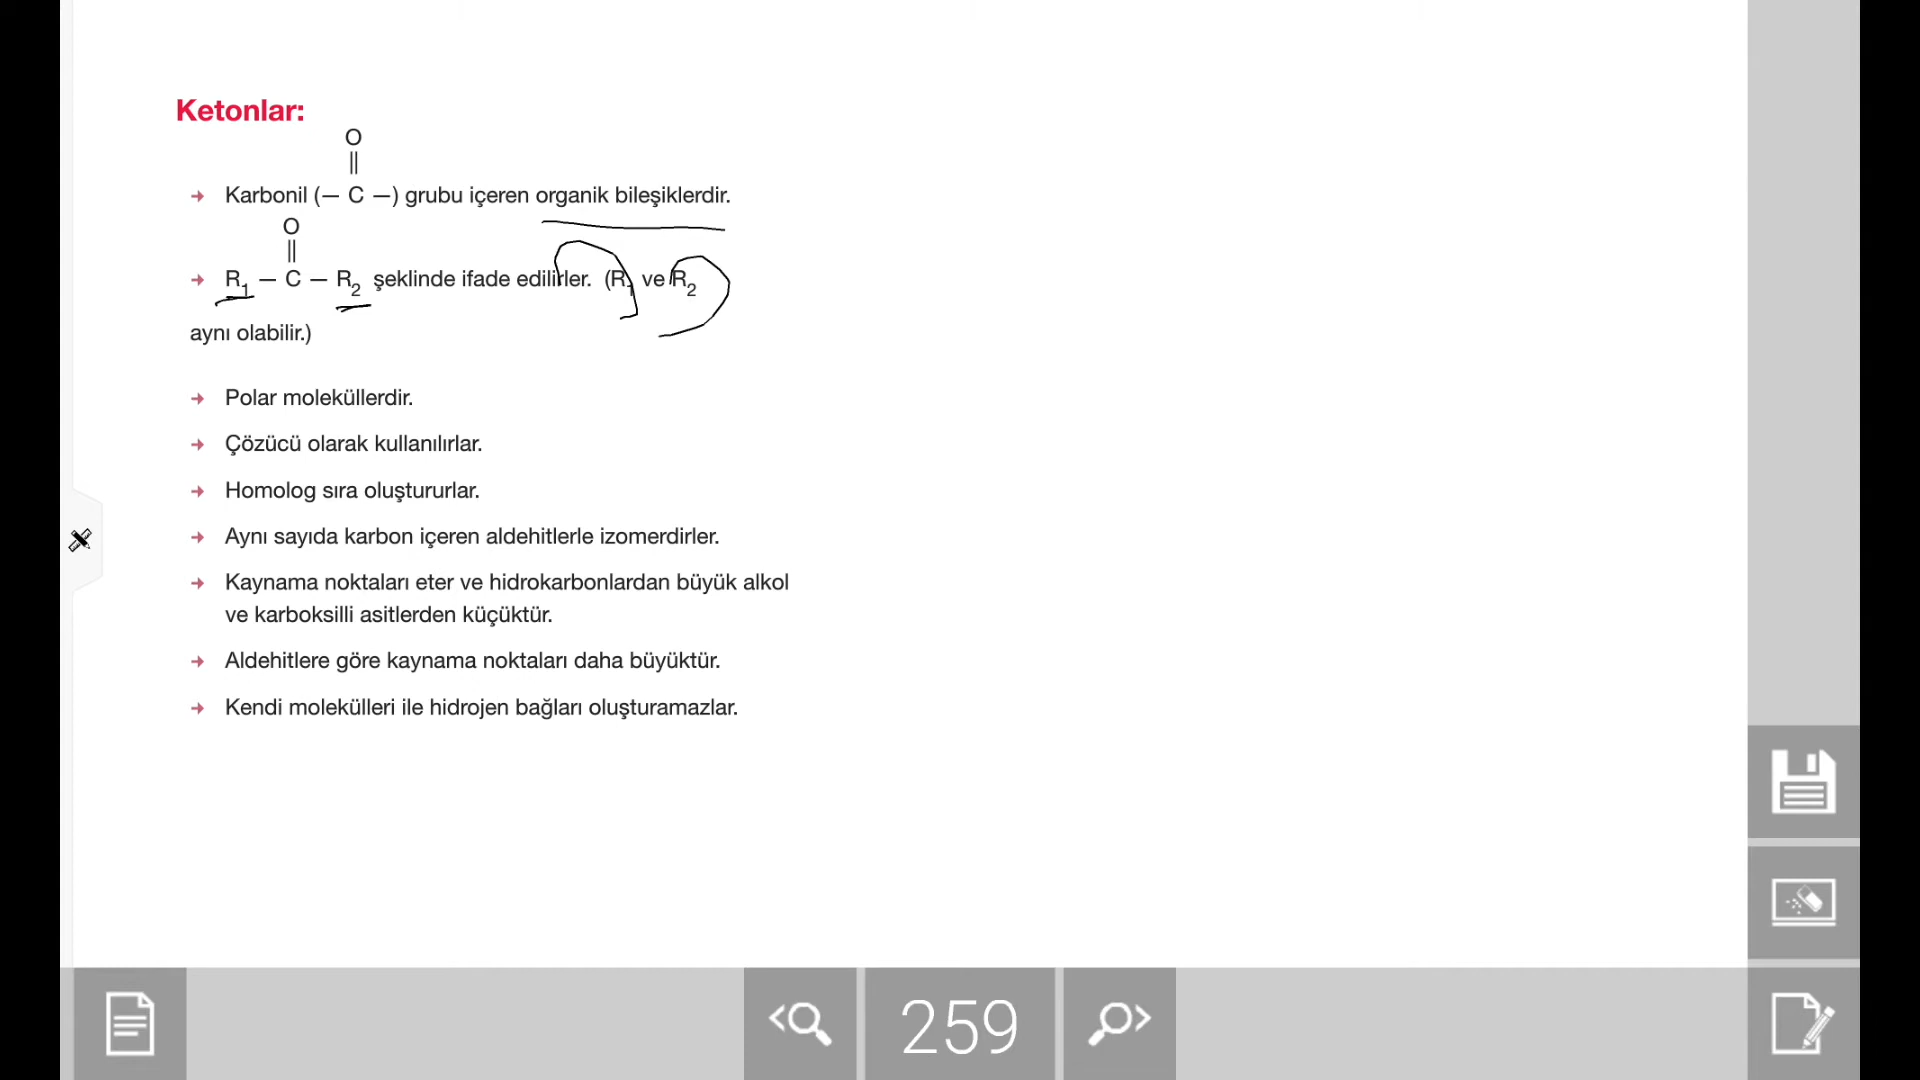 Ketonlar:
O
||
→ Karbonil (— C —) grubu içeren organik bileşiklerdir.
O
||
→ R1 — C — R2 şeklinde ifade edilirler. (R1 ve R2
aynı olabilir.)
→ Polar moleküllerdir.
→ Çözücü olarak kullanılırlar.
→ Homolog sıra oluştururlar.
→ Aynı sayıda karbon içeren aldehitlerle izomerdirler.
→ Kaynama noktaları eter ve hidrokarbonlardan büyük alkol
ve karboksilli asitlerden küçüktür.
→ Aldehitlere göre kaynama noktaları daha büyüktür.
→ Kendi molekülleri ile hidrojen bağları oluşturamazlar.
259